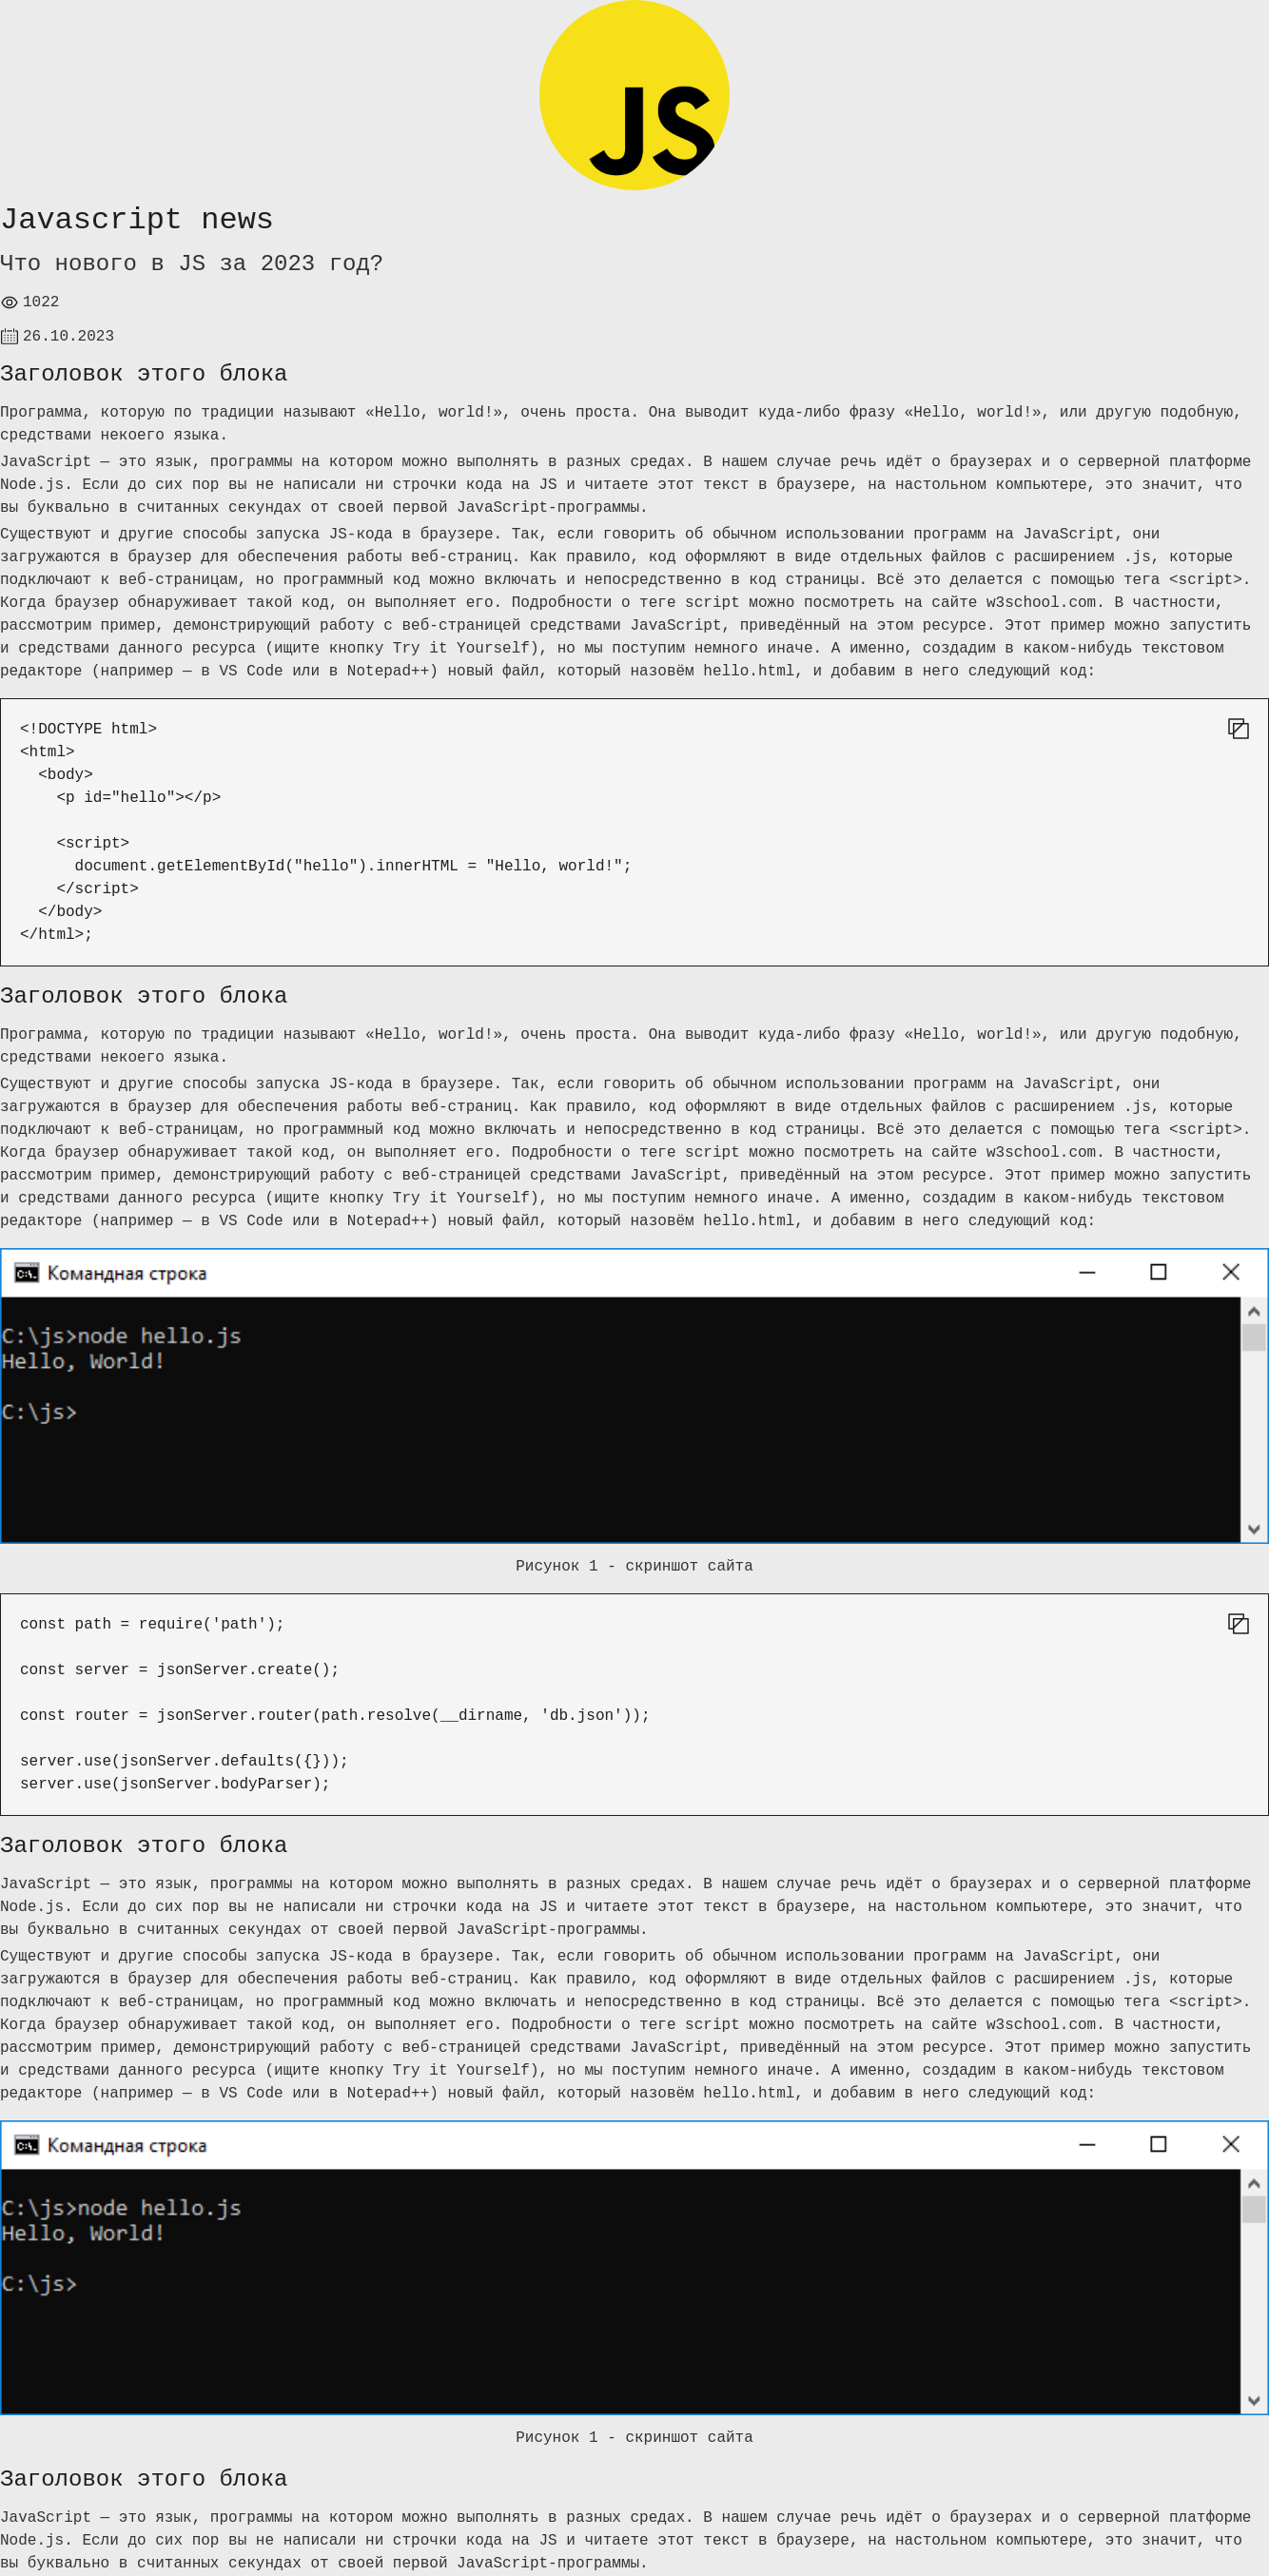 JS
Javascript news
Что нового в JS за 2023 год?
1022
26.10.2023
Заголовок этого блока
Программа, которую по традиции называют «Hello, world!», очень проста. Она выводит куда-либо фразу «Hello, world!», или другую подобную,
средствами некоего языка.
JavaScript — это язык, программы на котором можно выполнять в разных средах. В нашем случае речь идёт о браузерах и о серверной платформе
Node.js. Если до сих пор вы не написали ни строчки кода на JS и читаете этот текст в браузере, на настольном компьютере, это значит, что
вы буквально в считанных секундах от своей первой JavaScript-программы.
Существуют и другие способы запуска JS-кода в браузере. Так, если говорить об обычном использовании программ на JavaScript, они
загружаются в браузер для обеспечения работы веб-страниц. Как правило, код оформляют в виде отдельных файлов с расширением .js, которые
подключают к веб-страницам, но программный код можно включать и непосредственно в код страницы. Всё это делается с помощью тега <script>.
Когда браузер обнаруживает такой код, он выполняет его. Подробности о теге script можно посмотреть на сайте w3school.com. В частности,
рассмотрим пример, демонстрирующий работу с веб-страницей средствами JavaScript, приведённый на этом ресурсе. Этот пример можно запустить
и средствами данного ресурса (ищите кнопку Try it Yourself), но мы поступим немного иначе. А именно, создадим в каком-нибудь текстовом
редакторе (например — в VS Code или в Notepad++) новый файл, который назовём hello.html, и добавим в него следующий код:
<!DOCTYPE html>
<html>
  <body>
    <p id="hello"></p>

    <script>
      document.getElementById("hello").innerHTML = "Hello, world!";
    </script>
  </body>
</html>;
Заголовок этого блока
Программа, которую по традиции называют «Hello, world!», очень проста. Она выводит куда-либо фразу «Hello, world!», или другую подобную,
средствами некоего языка.
Существуют и другие способы запуска JS-кода в браузере. Так, если говорить об обычном использовании программ на JavaScript, они
загружаются в браузер для обеспечения работы веб-страниц. Как правило, код оформляют в виде отдельных файлов с расширением .js, которые
подключают к веб-страницам, но программный код можно включать и непосредственно в код страницы. Всё это делается с помощью тега <script>.
Когда браузер обнаруживает такой код, он выполняет его. Подробности о теге script можно посмотреть на сайте w3school.com. В частности,
рассмотрим пример, демонстрирующий работу с веб-страницей средствами JavaScript, приведённый на этом ресурсе. Этот пример можно запустить
и средствами данного ресурса (ищите кнопку Try it Yourself), но мы поступим немного иначе. А именно, создадим в каком-нибудь текстовом
редакторе (например — в VS Code или в Notepad++) новый файл, который назовём hello.html, и добавим в него следующий код:
Командная строка
C:\js>node hello.js
Hello, World!
C:\js>
Рисунок 1 - скриншот сайта
const path = require('path');

const server = jsonServer.create();

const router = jsonServer.router(path.resolve(__dirname, 'db.json'));

server.use(jsonServer.defaults({}));
server.use(jsonServer.bodyParser);
Заголовок этого блока
JavaScript — это язык, программы на котором можно выполнять в разных средах. В нашем случае речь идёт о браузерах и о серверной платформе
Node.js. Если до сих пор вы не написали ни строчки кода на JS и читаете этот текст в браузере, на настольном компьютере, это значит, что
вы буквально в считанных секундах от своей первой JavaScript-программы.
Существуют и другие способы запуска JS-кода в браузере. Так, если говорить об обычном использовании программ на JavaScript, они
загружаются в браузер для обеспечения работы веб-страниц. Как правило, код оформляют в виде отдельных файлов с расширением .js, которые
подключают к веб-страницам, но программный код можно включать и непосредственно в код страницы. Всё это делается с помощью тега <script>.
Когда браузер обнаруживает такой код, он выполняет его. Подробности о теге script можно посмотреть на сайте w3school.com. В частности,
рассмотрим пример, демонстрирующий работу с веб-страницей средствами JavaScript, приведённый на этом ресурсе. Этот пример можно запустить
и средствами данного ресурса (ищите кнопку Try it Yourself), но мы поступим немного иначе. А именно, создадим в каком-нибудь текстовом
редакторе (например — в VS Code или в Notepad++) новый файл, который назовём hello.html, и добавим в него следующий код:
Командная строка
C:\js>node hello.js
Hello, World!
C:\js>
Рисунок 1 - скриншот сайта
Заголовок этого блока
JavaScript — это язык, программы на котором можно выполнять в разных средах. В нашем случае речь идёт о браузерах и о серверной платформе
Node.js. Если до сих пор вы не написали ни строчки кода на JS и читаете этот текст в браузере, на настольном компьютере, это значит, что
вы буквально в считанных секундах от своей первой JavaScript-программы.